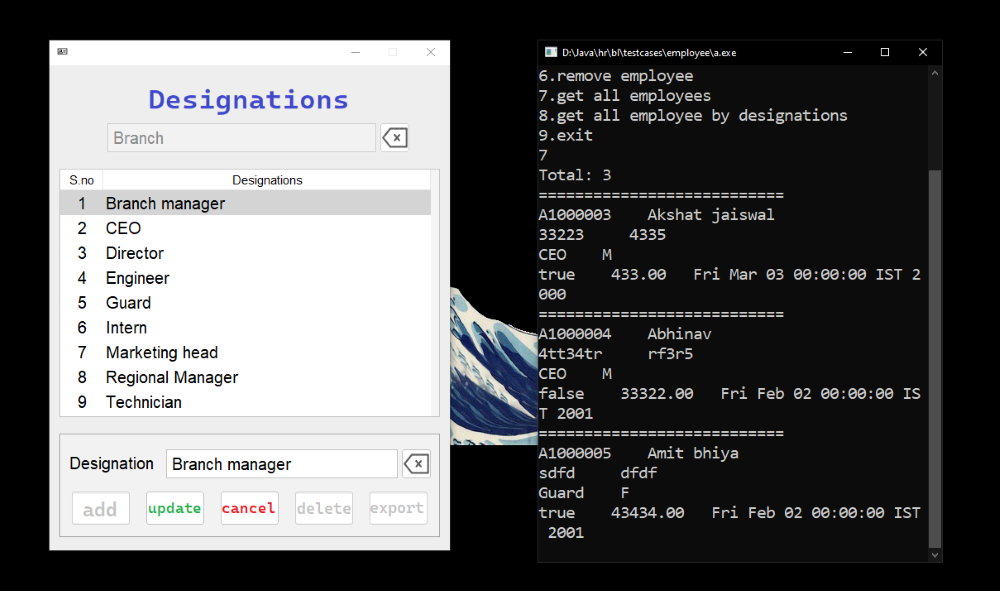 Designations
Branch
S.no Designations
1 Branch manager
2 CEO
3 Director
4 Engineer
5 Guard
6 Intern
7 Marketing head
8 Regional Manager
9 Technician
Designation Branch manager
add update cancel delete export
D:\Java\hr\bl\testcases\employee\a.exe
6.remove employee
7.get all employees
8.get all employee by designations
9.exit
7
Total: 3
===========================
A1000003 Akshat jaiswal
33223 4335
CEO M
true 433.00 Fri Mar 03 00:00:00 IST 2
000
===========================
A1000004 Abhinav
4tt34tr rf3r5
CEO M
false 33322.00 Fri Feb 02 00:00:00 IS
T 2001
===========================
A1000005 Amit bhiya
sdfd dfdf
Guard F
true 43434.00 Fri Feb 02 00:00:00 IST
2001